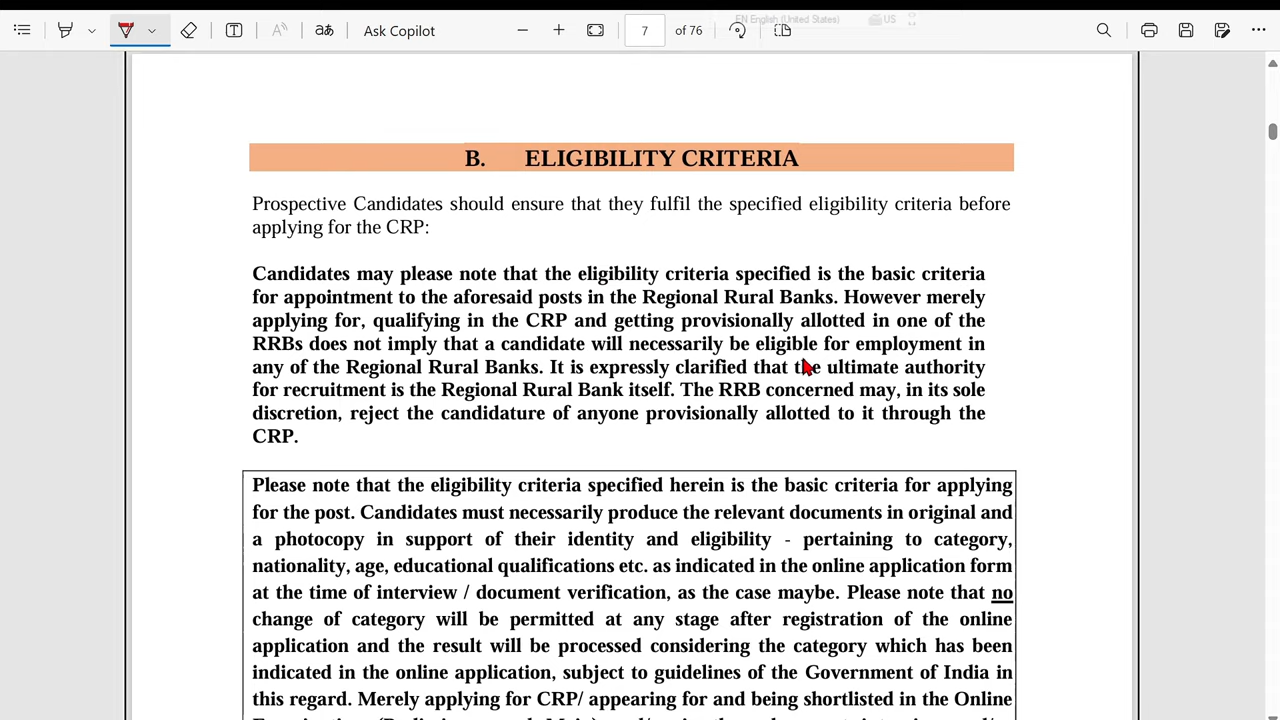 EN English (United States) US
Ask Copilot 7 of 76
B. ELIGIBILITY CRITERIA
Prospective Candidates should ensure that they fulfil the specified eligibility criteria before
applying for the CRP:
Candidates may please note that the eligibility criteria specified is the basic criteria
for appointment to the aforesaid posts in the Regional Rural Banks. However merely
applying for, qualifying in the CRP and getting provisionally allotted in one of the
RRBs does not imply that a candidate will necessarily be eligible for employment in
any of the Regional Rural Banks. It is expressly clarified that the ultimate authority
for recruitment is the Regional Rural Bank itself. The RRB concerned may, in its sole
discretion, reject the candidature of anyone provisionally allotted to it through the
CRP.
Please note that the eligibility criteria specified herein is the basic criteria for applying
for the post. Candidates must necessarily produce the relevant documents in original and
a photocopy in support of their identity and eligibility - pertaining to category,
nationality, age, educational qualifications etc. as indicated in the online application form
at the time of interview / document verification, as the case maybe. Please note that no
change of category will be permitted at any stage after registration of the online
application and the result will be processed considering the category which has been
indicated in the online application, subject to guidelines of the Government of India in
this regard. Merely applying for CRP/ appearing for and being shortlisted in the Online